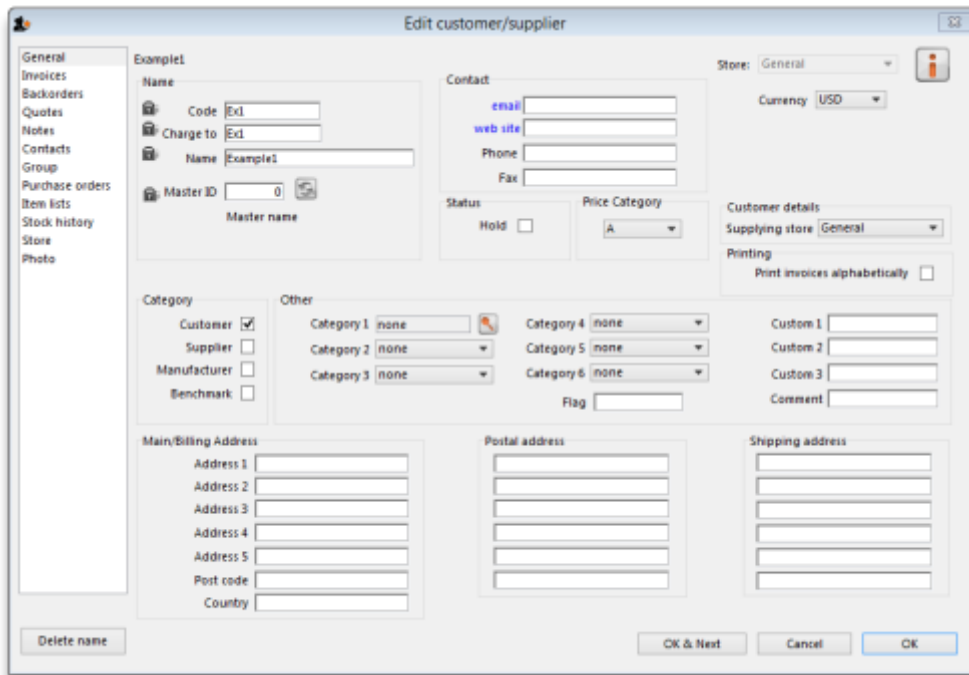 Edit customer/supplier
General
Invoices
Backorders
Quotes
Notes
Contacts
Group
Purchase orders
Item lists
Stock history
Store
Photo
Example1
Store: General
Currency USD
Name
Code Ex1
Charge to Ex1
Name Example1
Master ID 0
Master name
Contact
email
web site
Phone
Fax
Status
Hold
Price Category
A
Customer details
Supplying store General
Printing
Print invoices alphabetically
Category
Customer
Supplier
Manufacturer
Benchmark
Other
Category 1 none
Category 2 none
Category 3 none
Category 4 none
Category 5 none
Category 6 none
Flag
Custom 1
Custom 2
Custom 3
Comment
Main/Billing Address
Address 1
Address 2
Address 3
Address 4
Address 5
Post code
Country
Postal address
Shipping address
Delete name
OK & Next
Cancel
OK